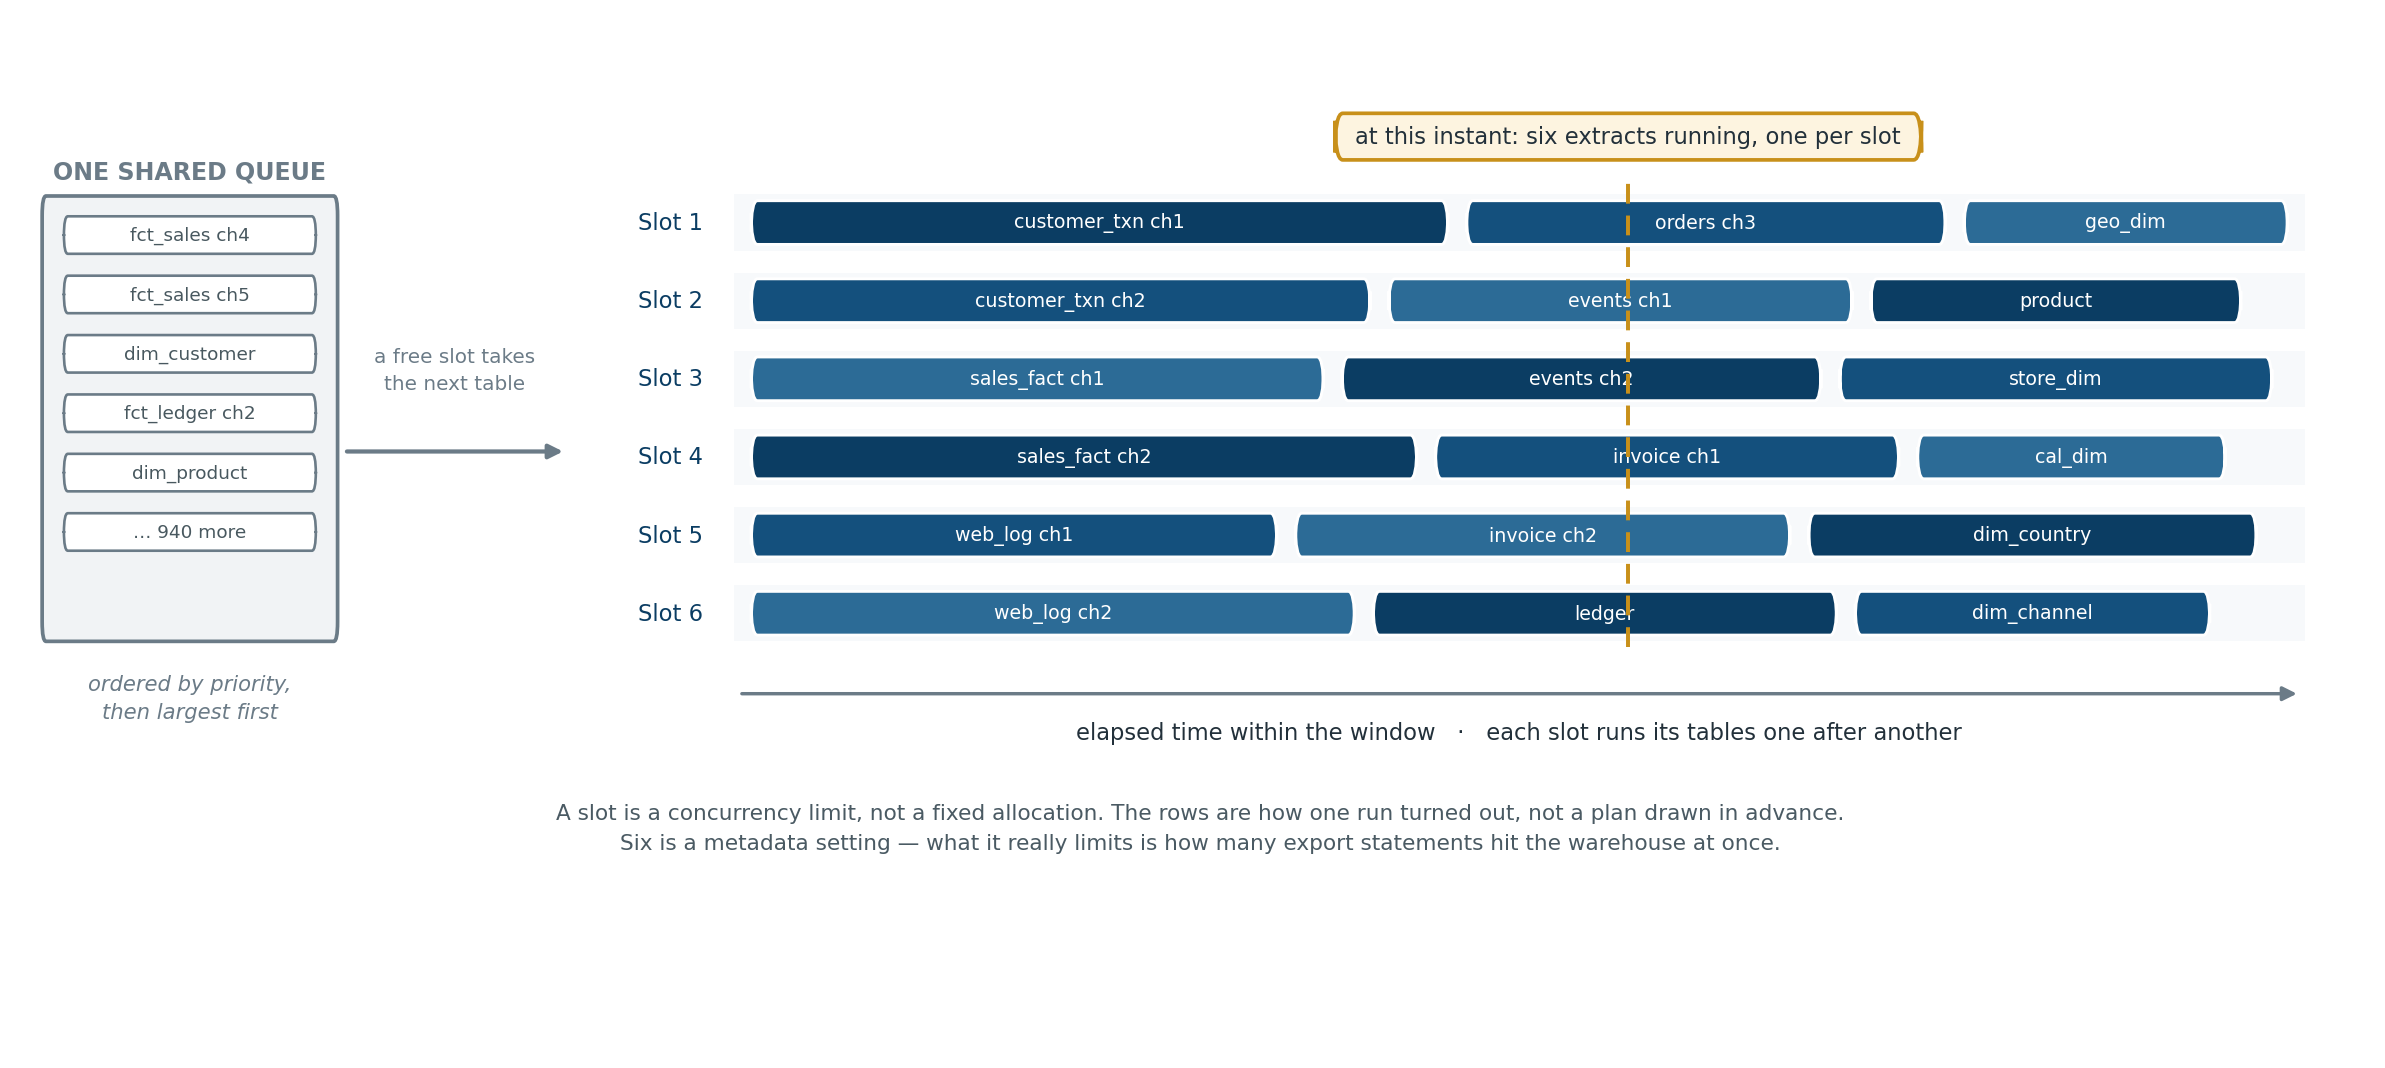 at this instant: six extracts running, one per slot
ONE SHARED QUEUE
fct_sales ch4
fct_sales ch5
dim_customer
fct_ledger ch2
dim_product
... 940 more
ordered by priority,
then largest first
a free slot takes
the next table
Slot 1
customer_txn ch1
orders ch3
geo_dim
Slot 2
customer_txn ch2
events ch1
product
Slot 3
sales_fact ch1
events ch2
store_dim
Slot 4
sales_fact ch2
invoice ch1
cal_dim
Slot 5
web_log ch1
invoice ch2
dim_country
Slot 6
web_log ch2
ledger
dim_channel
elapsed time within the window · each slot runs its tables one after another
A slot is a concurrency limit, not a fixed allocation. The rows are how one run turned out, not a plan drawn in advance.
Six is a metadata setting — what it really limits is how many export statements hit the warehouse at once.